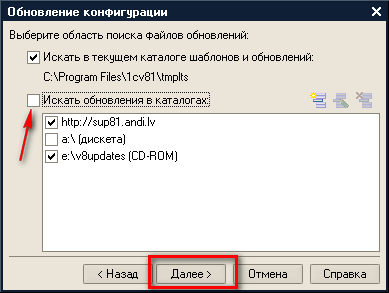 Обновление конфигурации
Выберите область поиска файлов обновлений:
Искать в текущем каталоге шаблонов и обновлений:
C:\Program Files\1cv81\tmplts
Искать обновления в каталогах:
http://sup81.andi.lv
a:\ (дискета)
e:\v8updates (CD-ROM)
< Назад
Далее >
Отмена
Справка